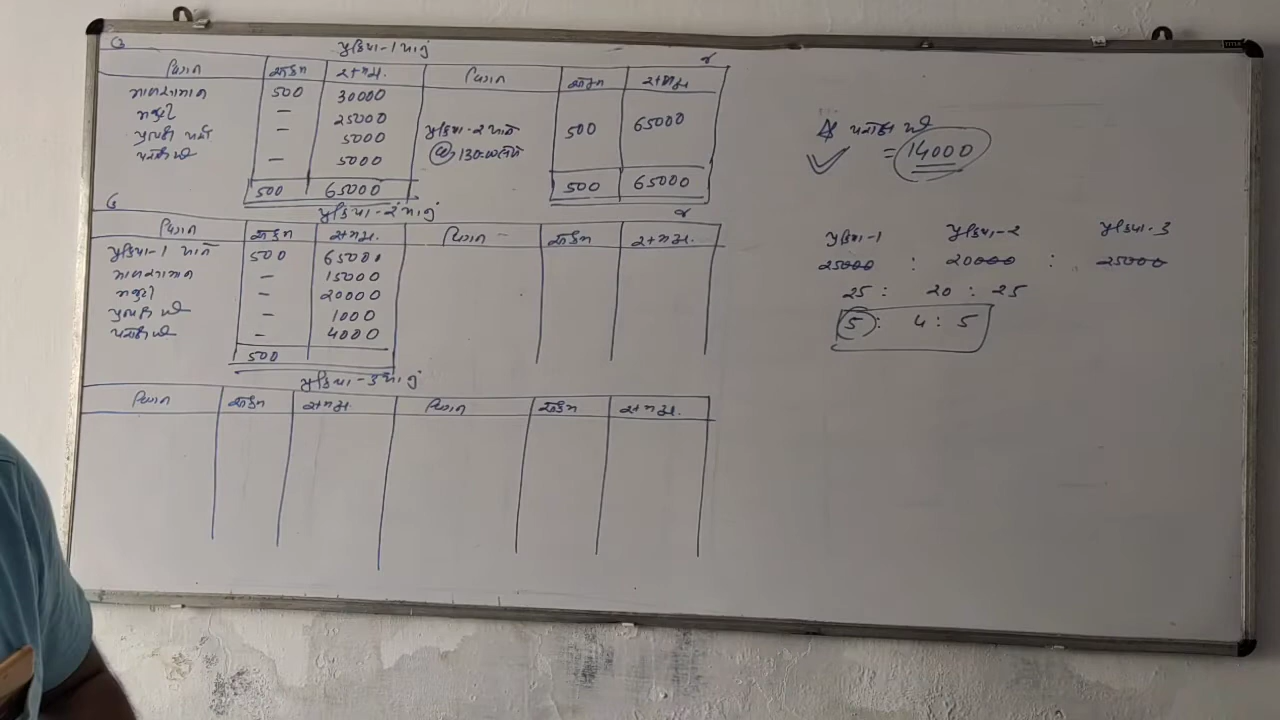 ઉ પ્રક્રિયા-1 ખાતું જ
વિગત એકમ રકમ રૂ. વિગત એકમ રકમ રૂ
માલસામાન 500 30000
મજૂરી — 25000 પ્રક્રિયા-2 ખાતે 500 65000
પ્રત્યક્ષ ખર્ચ — 5000
પરોક્ષ ખર્ચ — 5000
500 65000 500 65000
ઉ પ્રક્રિયા-2 ખાતું જ
વિગત એકમ રકમ રૂ. વિગત એકમ રકમ રૂ.
પ્રક્રિયા-1 ખાતે 500 65000
માલસામાન — 15000
મજૂરી — 20000
પ્રત્યક્ષ ખર્ચ — 1000
પરોક્ષ ખર્ચ — 4000
500
પ્રક્રિયા-3 ખાતું
વિગત એકમ રકમ રૂ. વિગત એકમ રકમ રૂ.
પરોક્ષ ખર્ચ
= 14000
પ્રક્રિયા-1 પ્રક્રિયા-2 પ્રક્રિયા-3
25000 : 20000 : 25000
25 : 20 : 25
5 : 4 : 5